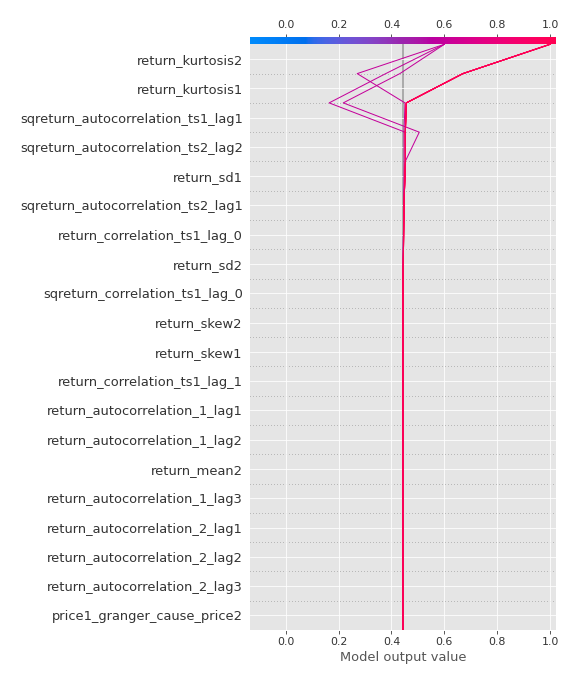 0.0 0.2 0.4 0.6 0.8 1.0
return_kurtosis2
return_kurtosis1
sqreturn_autocorrelation_ts1_lag1
sqreturn_autocorrelation_ts2_lag2
return_sd1
sqreturn_autocorrelation_ts2_lag1
return_correlation_ts1_lag_0
return_sd2
sqreturn_correlation_ts1_lag_0
return_skew2
return_skew1
return_correlation_ts1_lag_1
return_autocorrelation_1_lag1
return_autocorrelation_1_lag2
return_mean2
return_autocorrelation_1_lag3
return_autocorrelation_2_lag1
return_autocorrelation_2_lag2
return_autocorrelation_2_lag3
price1_granger_cause_price2
0.0 0.2 0.4 0.6 0.8 1.0
Model output value